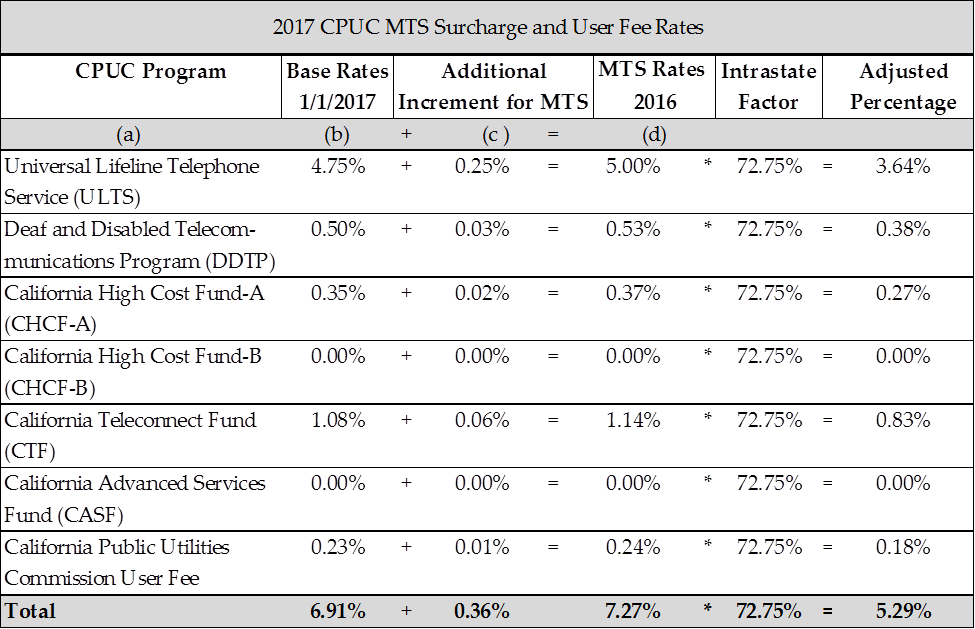 2017 CPUC MTS Surcharge and User Fee Rates
CPUC Program Base Rates Additional MTS Rates Intrastate Adjusted
1/1/2017 Increment for MTS 2016 Factor Percentage
(a) (b) + (c ) = (d)
Universal Lifeline Telephone 4.75% + 0.25% = 5.00% * 72.75% = 3.64%
Service (ULTS)
Deaf and Disabled Telecom- 0.50% + 0.03% = 0.53% * 72.75% = 0.38%
munications Program (DDTP)
California High Cost Fund-A 0.35% + 0.02% = 0.37% * 72.75% = 0.27%
(CHCF-A)
California High Cost Fund-B 0.00% + 0.00% = 0.00% * 72.75% = 0.00%
(CHCF-B)
California Teleconnect Fund 1.08% + 0.06% = 1.14% * 72.75% = 0.83%
(CTF)
California Advanced Services 0.00% + 0.00% = 0.00% * 72.75% = 0.00%
Fund (CASF)
California Public Utilities 0.23% + 0.01% = 0.24% * 72.75% = 0.18%
Commission User Fee
Total 6.91% + 0.36% 7.27% * 72.75% = 5.29%